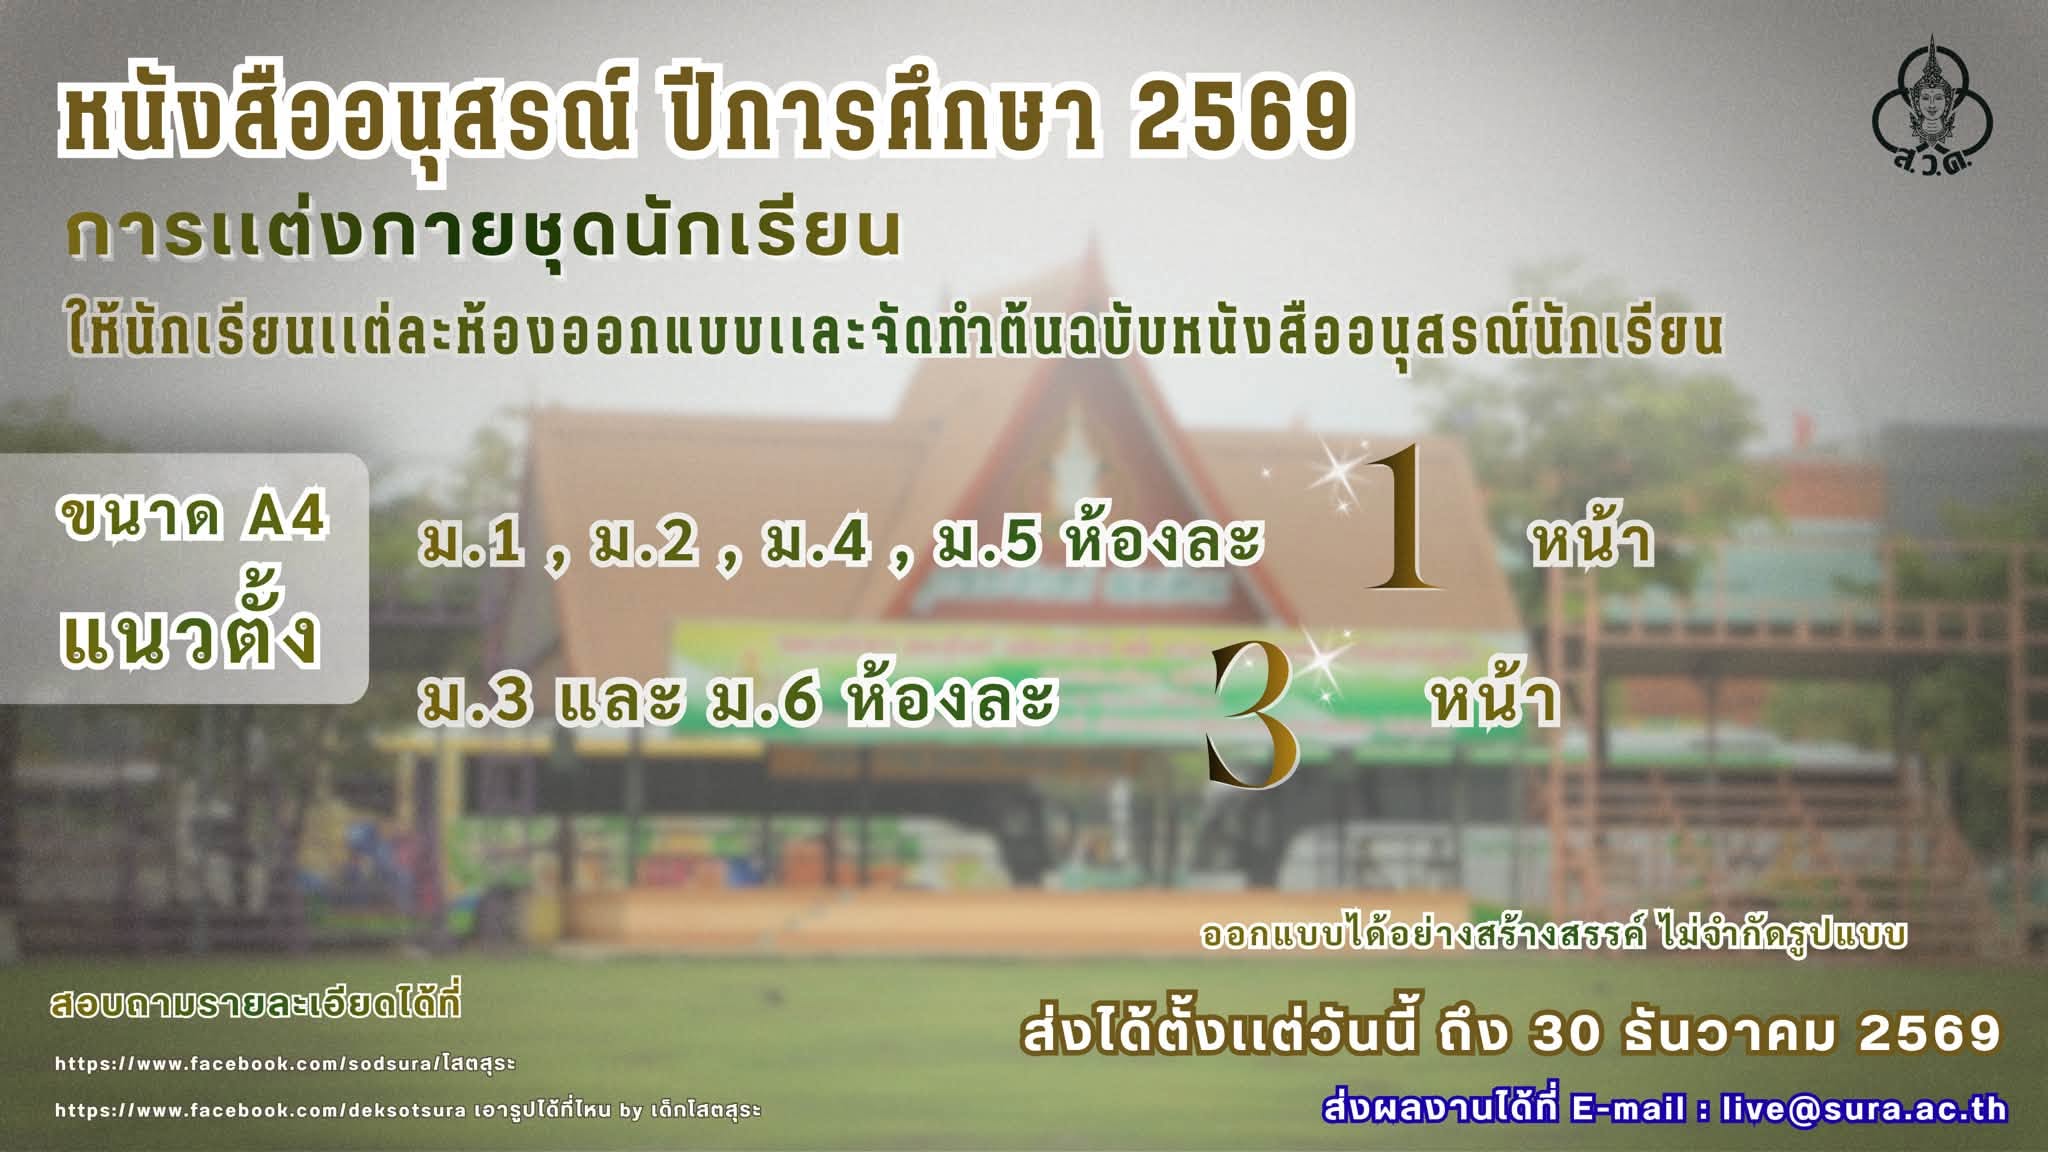 หนังสืออนุสรณ์ ปีการศึกษา 2569
ส.ว.ค.
การแต่งกายชุดนักเรียน
ให้นักเรียนแต่ละห้องออกแบบและจัดทำต้นฉบับหนังสืออนุสรณ์นักเรียน
ขนาด A4
แนวตั้ง
ม.1 , ม.2 , ม.4 , ม.5 ห้องละ 1 หน้า
ม.3 และ ม.6 ห้องละ 3 หน้า
ออกแบบได้อย่างสร้างสรรค์ ไม่จำกัดรูปแบบ
สอบถามรายละเอียดได้ที่
https://www.facebook.com/sodsura/โสตสุระ
https://www.facebook.com/deksotsura เอารูปได้ที่ไหน by เด็กโสตสุระ
ส่งได้ตั้งแต่วันนี้ ถึง 30 ธันวาคม 2569
ส่งผลงานได้ที่ E-mail : live@sura.ac.th